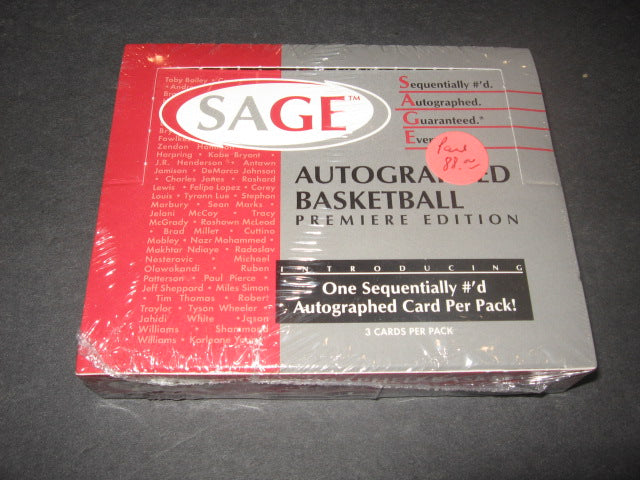 Toby Bailey •
SAGE™
Sequentially #'d.
Autographed.
Guaranteed.*
Ever
Paul
88.
Zendon
Harpring • Kobe Bryant •
J.R. Henderson • Antawn
Jamison • DeMarco Johnson
• Charles Jones • Rashard
Lewis • Felipe Lopez • Corey
Louis • Tyronn Lue • Stephon
Marbury • Sean Marks •
Jelani McCoy • Tracy
McGrady • Roshown McLeod
• Brad Miller • Cuttino
Mobley • Nazr Mohammed •
Makhtar Ndiaye • Radoslav
Nesterovic • Michael
Olowokandi • Ruben
Patterson • Paul Pierce •
Jeff Sheppard • Miles Simon
• Tim Thomas • Robert
Traylor • Tyson Wheeler •
Jahidi White • Jason
Williams • Shammond
Williams • Korleone Young
AUTOGRAPHED
BASKETBALL
PREMIERE EDITION
INTRODUCING
One Sequentially #'d
Autographed Card Per Pack!
3 CARDS PER PACK